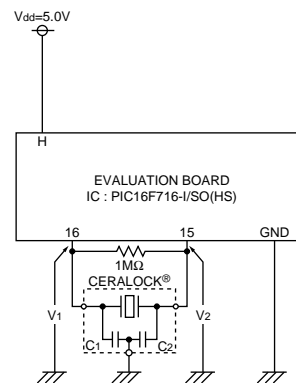 Vdd=5.0V
H
EVALUATION BOARD
IC : PIC16F716-I/SO(HS)
16
15
GND
1MΩ
CERALOCK®
V1
V2
C1
C2